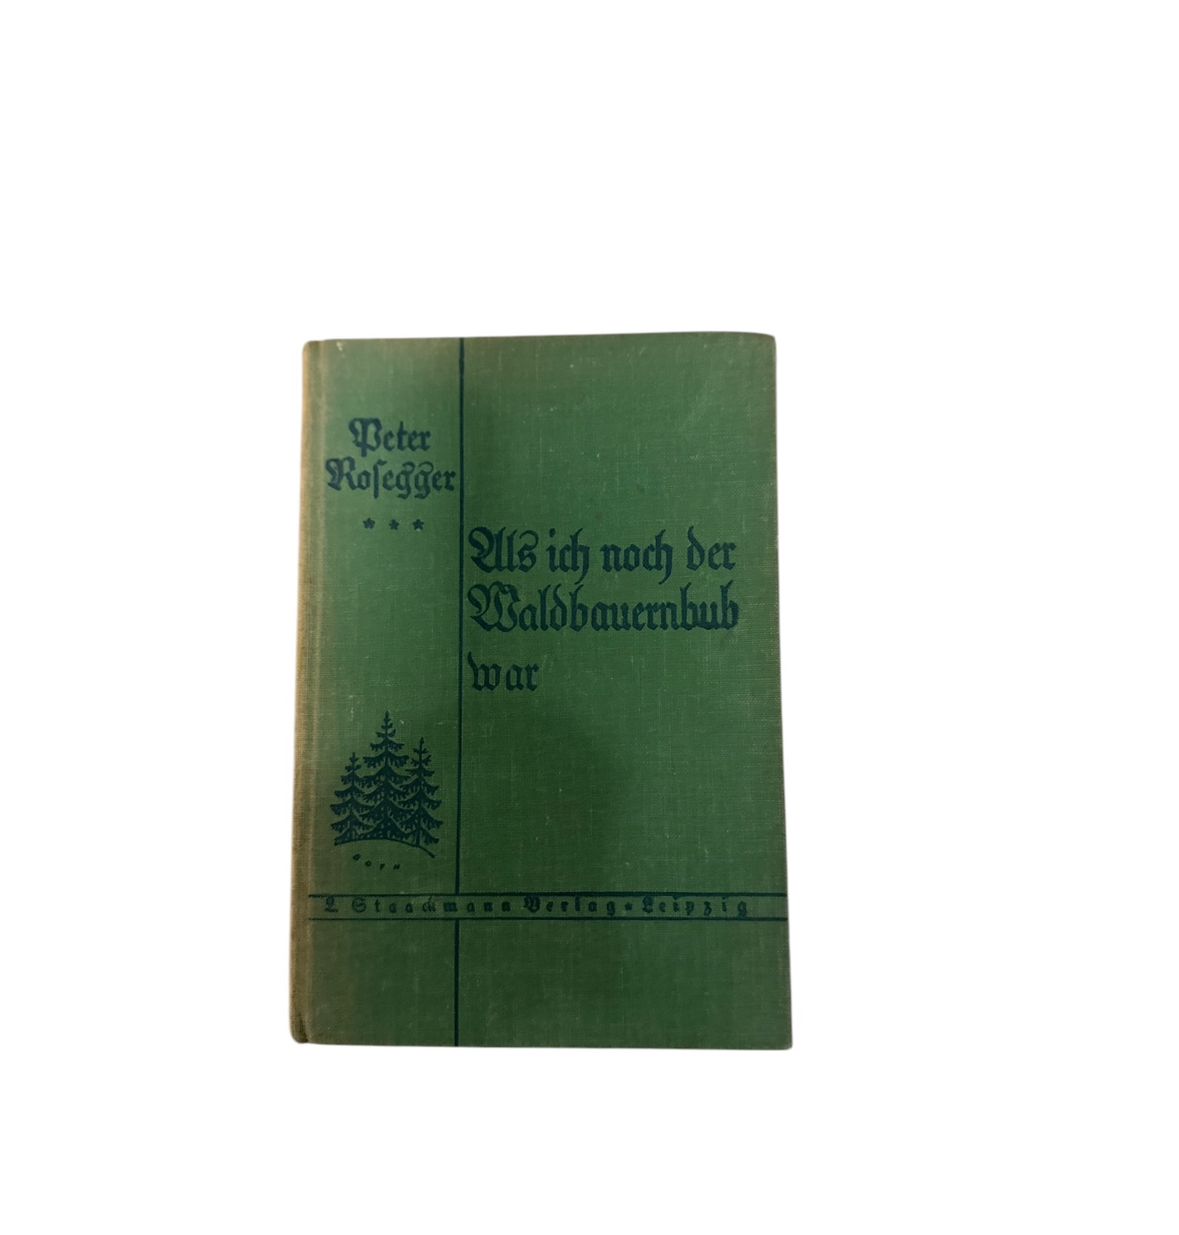 Peter
Roſegger
* * *
Als ich noch der
Waldbauernbub
war
L Staackmann Verlag * Leipzig